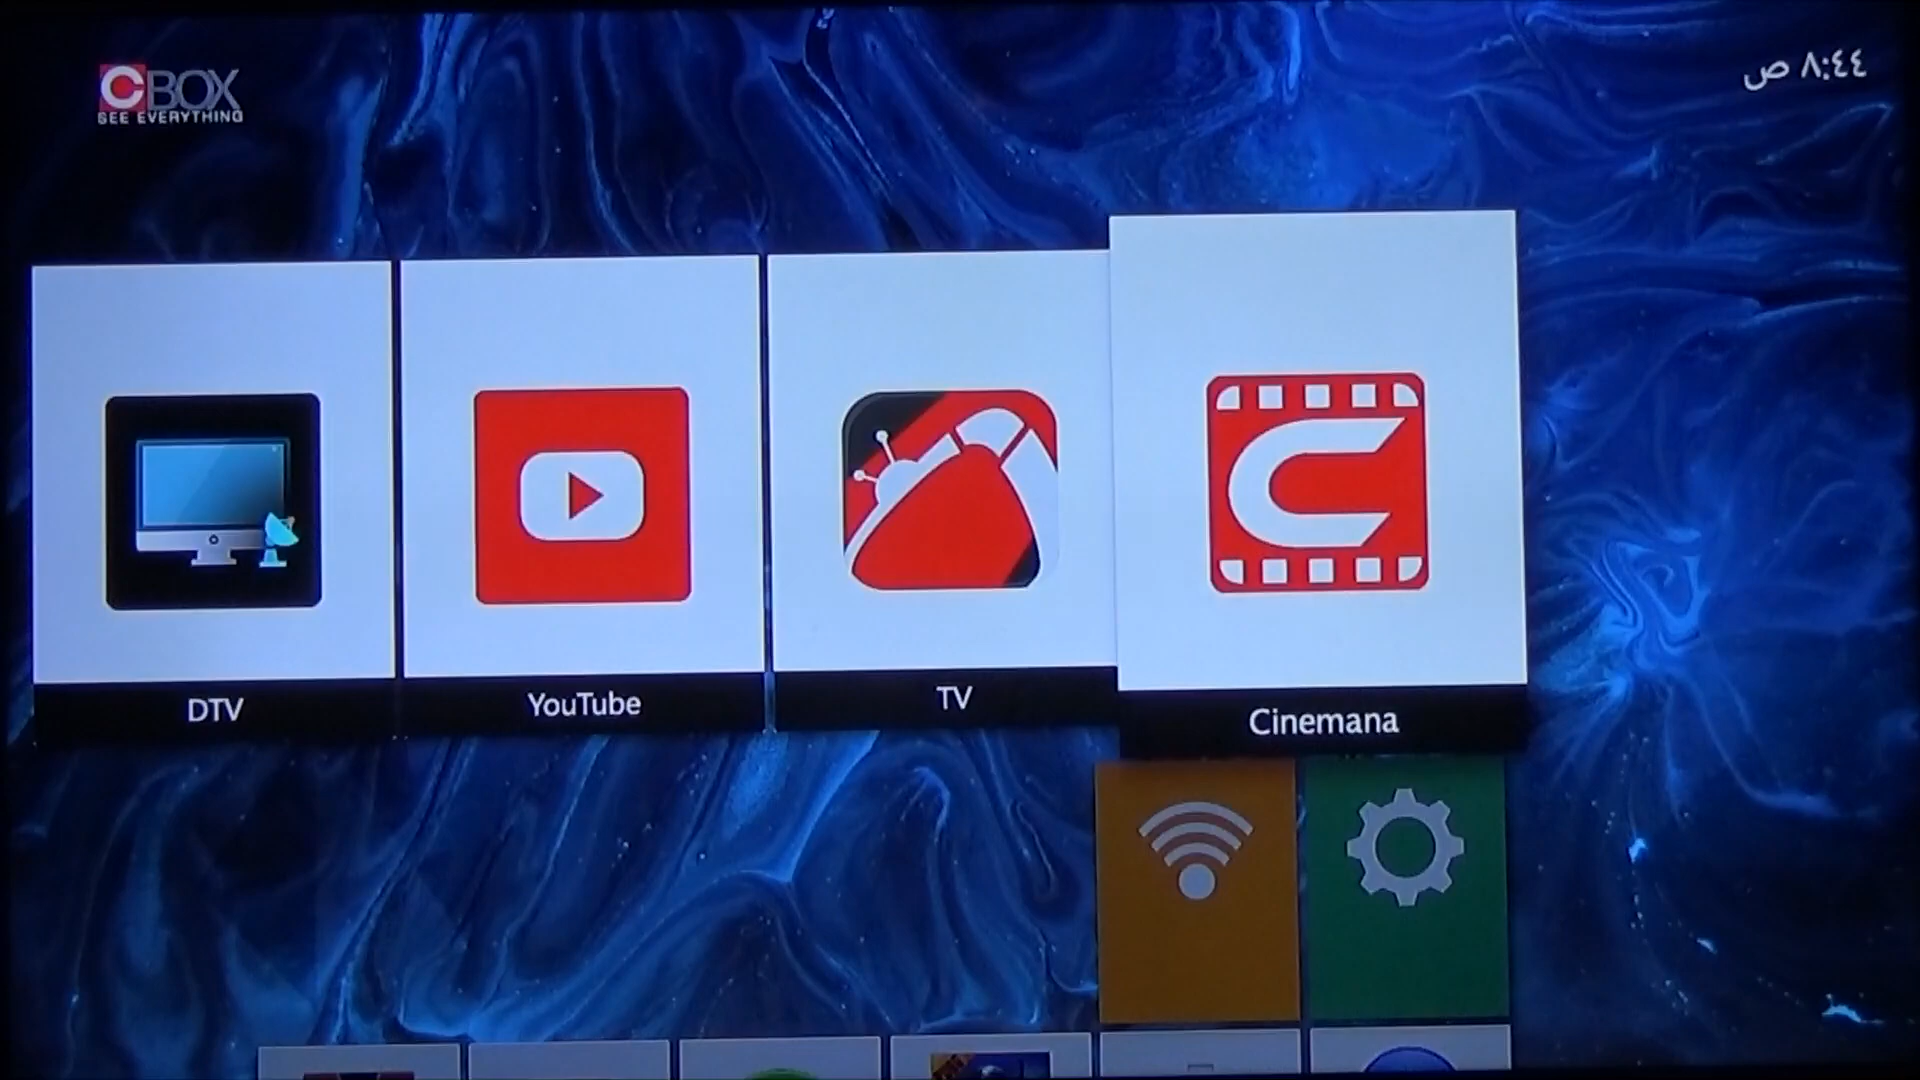 CBOX
SEE EVERYTHING
٨:٤٤ ص
DTV
YouTube
TV
Cinemana